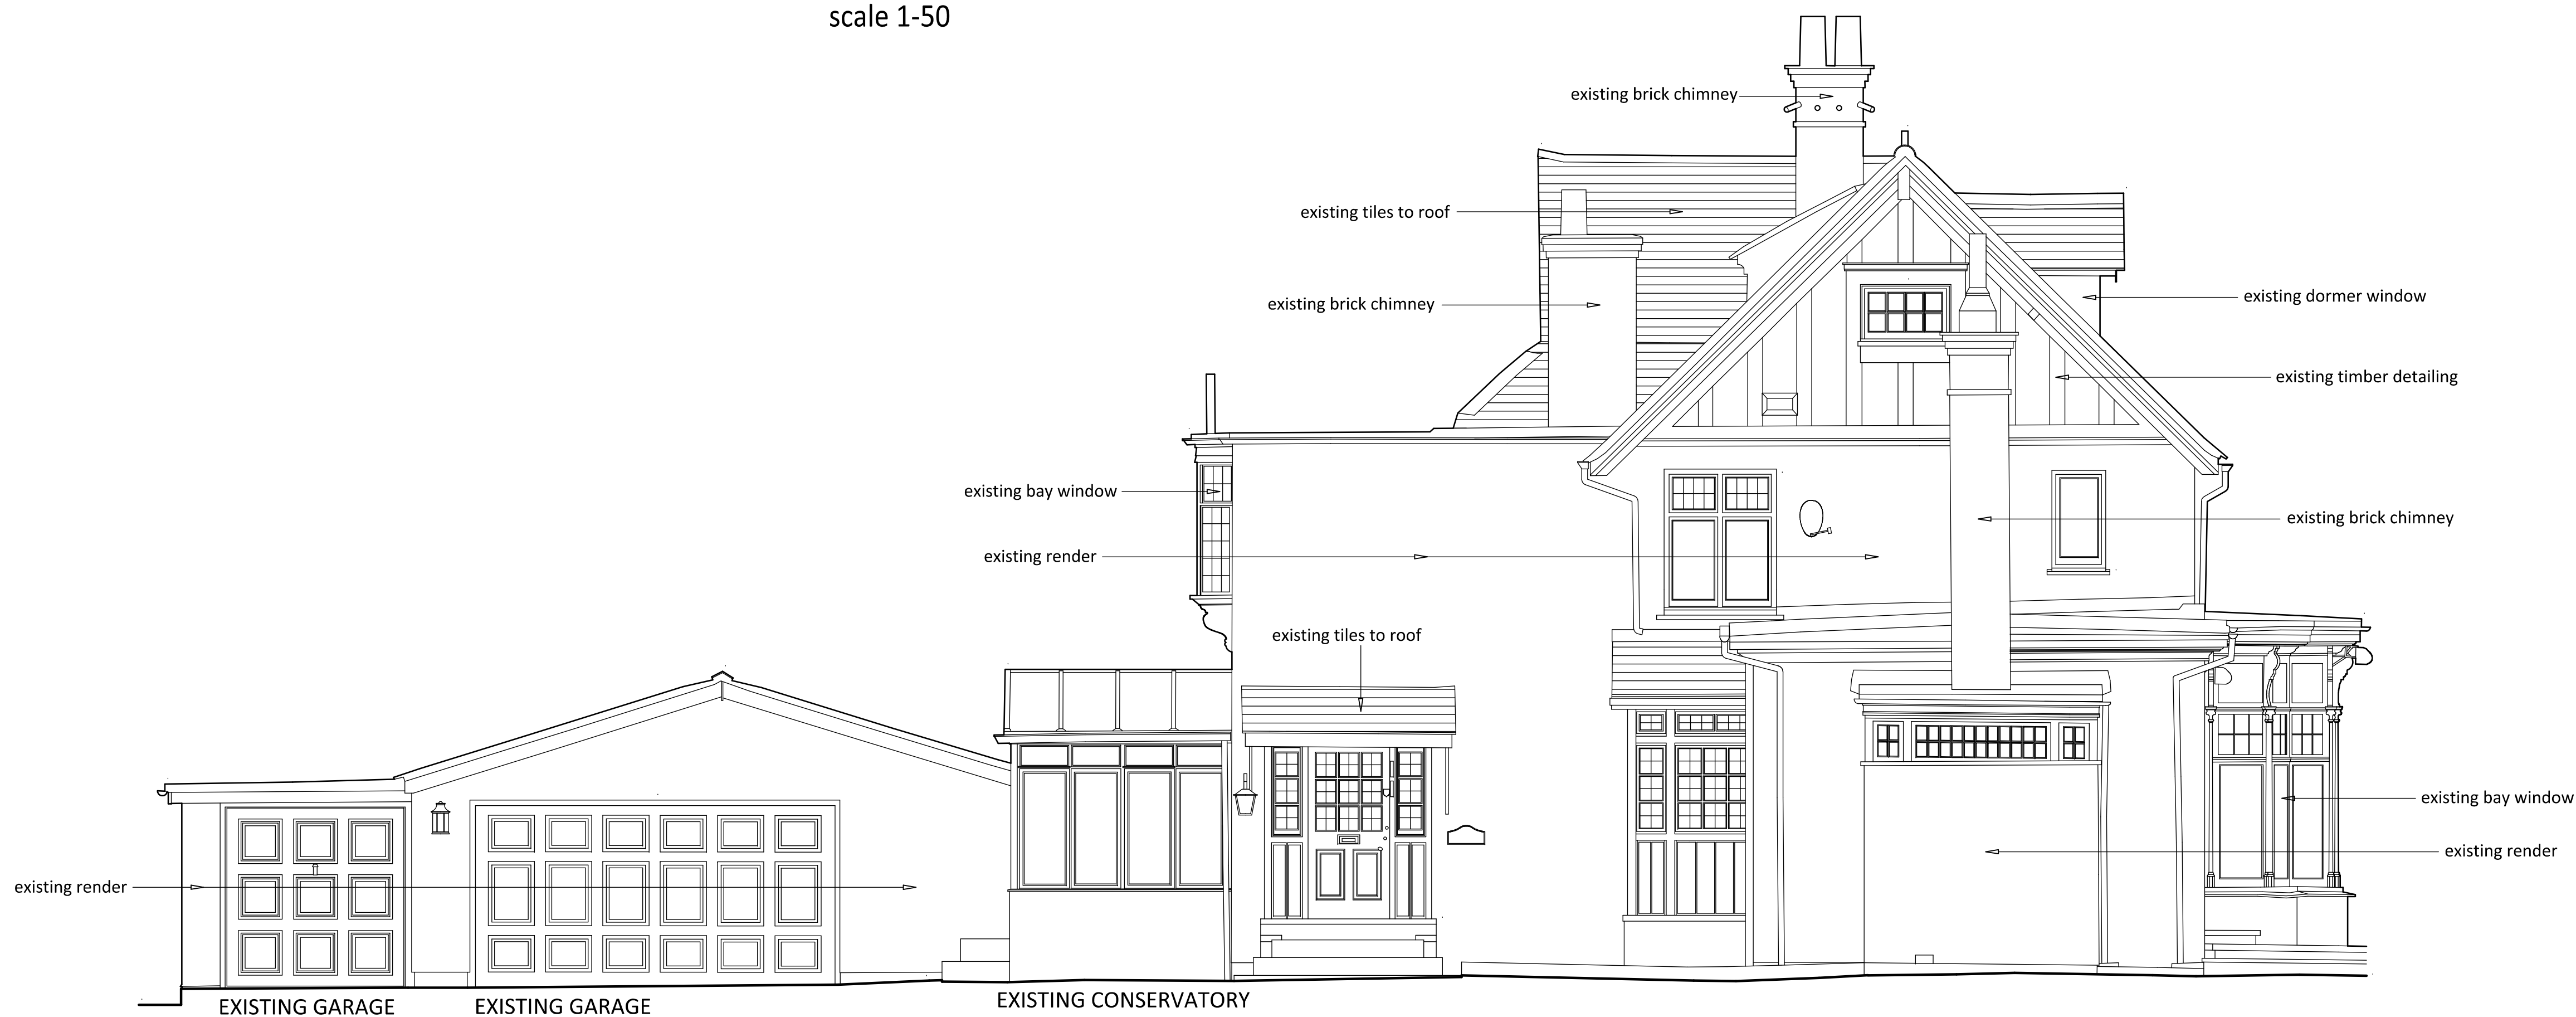 scale 1-50
existing brick chimney
existing tiles to roof
existing dormer window
existing brick chimney
existing timber detailing
existing bay window
existing brick chimney
existing render
existing tiles to roof
existing bay window
existing render
existing render
EXISTING GARAGE
EXISTING GARAGE
EXISTING CONSERVATORY